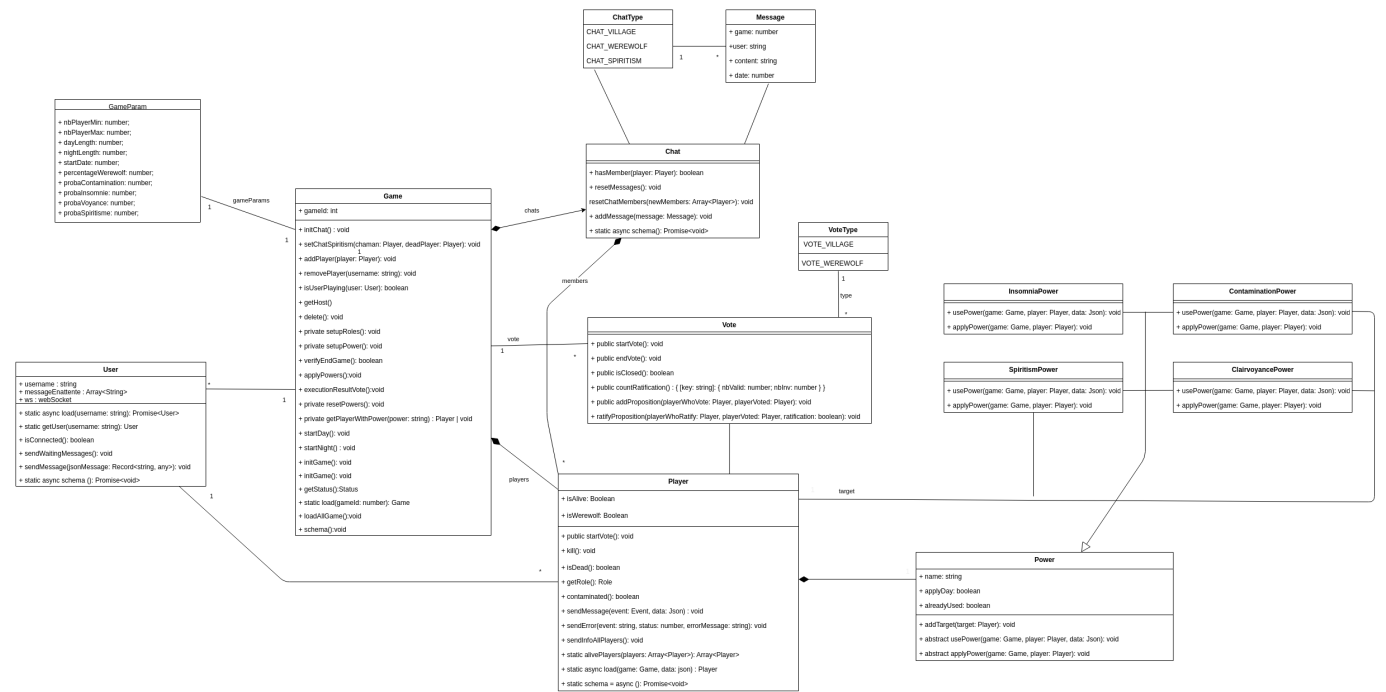 ChatType
CHAT_VILLAGE
CHAT_WEREWOLF
CHAT_SPIRITISM
1
*
Message
+ game: number
+user: string
+ content: string
+ date: number
GameParam
+ nbPlayerMin: number;
+ nbPlayerMax: number;
+ dayLength: number;
+ nightLength: number;
+ startDate: number;
+ percentageWerewolf: number;
+ probaContamination: number;
+ probaInsomnie: number;
+ probaVoyance: number;
+ probaSpiritisme: number;
1
gameParams
1
Chat
+ hasMember(player: Player): boolean
+ resetMessages(): void
resetChatMembers(newMembers: Array<Player>): void
+ addMessage(message: Message): void
+ static async schema(): Promise<void>
Game
+ gameId: int
+ initChat() : void
+ setChatSpiritism(chaman: Player, deadPlayer: Player): void
1
+ addPlayer(player: Player): void
+ removePlayer(username: string): void
+ isUserPlaying(user: User): boolean
+ getHost()
+ delete(): void
+ private setupRoles(): void
+ private setupPower(): void
+ verifyEndGame(): boolean
+ applyPowers(): void
+ executionResultVote():void
+ private resetPowers(): void
+ private getPlayerWithPower(power: string) : Player | void
+ startDay(): void
+ startNight() : void
+ initGame(): void
+ initGame(): void
+ getStatus():Status
+ static load(gameId: number): Game
+ loadAllGame():void
+ schema():void
chats
members
VoteType
VOTE_VILLAGE
VOTE_WEREWOLF
1
type
*
Vote
+ public startVote(): void
+ public endVote(): void
+ public isClosed(): boolean
+ public countRatification() : { [key: string]: { nbValid: number; nbInv: number } }
+ public addProposition(playerWhoVote: Player, playerVoted: Player): void
+ ratifyProposition(playerWhoRatify: Player, playerVoted: Player, ratification: boolean): void
vote
1
*
InsomniaPower
+ usePower(game: Game, player: Player, data: Json): void
+ applyPower(game: Game, player: Player): void
ContaminationPower
+ usePower(game: Game, player: Player, data: Json): void
+ applyPower(game: Game, player: Player): void
SpiritismPower
+ usePower(game: Game, player: Player, data: Json): void
+ applyPower(game: Game, player: Player): void
ClairvoyancePower
+ usePower(game: Game, player: Player, data: Json): void
+ applyPower(game: Game, player: Player): void
User
+ username : string
+ messageEnattente : Array<String>
+ ws : webSocket
+ static async load(username: string): Promise<User>
+ static getUser(username: string): User
+ isConnected(): boolean
+ sendWaitingMessages(): void
+ sendMessage(jsonMessage: Record<string, any>): void
+ static async schema (): Promise<void>
*
1
1
*
players
*
Player
+ isAlive: Boolean
+ isWerewolf: Boolean
+ public startVote(): void
+ kill(): void
+ isDead(): boolean
+ getRole(): Role
+ contaminated(): boolean
+ sendMessage(event: Event, data: Json) : void
+ sendError(event: string, status: number, errorMessage: string): void
+ sendInfoAllPlayers(): void
+ static alivePlayers(players: Array<Player>): Array<Player>
+ static async load(game: Game, data: json) : Player
+ static schema = async (): Promise<void>
target
Power
+ name: string
+ applyDay: boolean
+ alreadyUsed: boolean
+ addTarget(target: Player): void
+ abstract usePower(game: Game, player: Player, data: Json): void
+ abstract applyPower(game: Game, player: Player): void